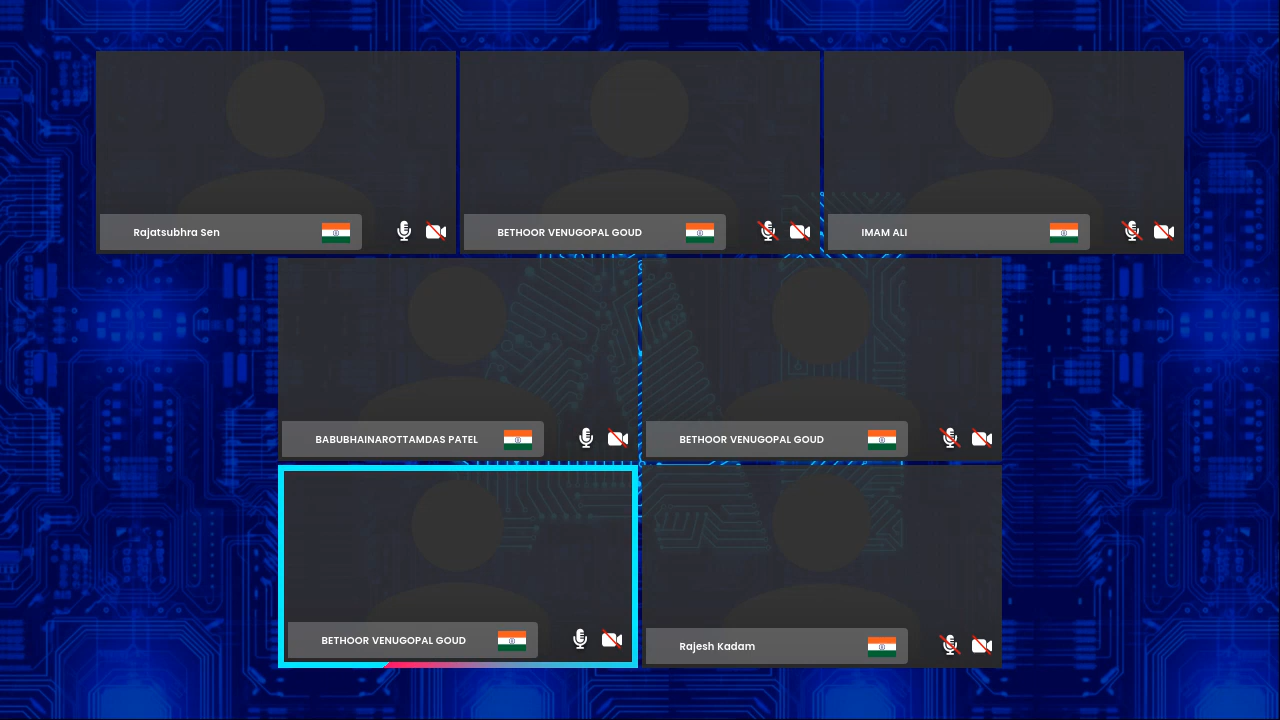 Rajatsubhra Sen
BETHOOR VENUGOPAL GOUD
IMAM ALI
BABUBHAINAROTTAMDAS PATEL
BETHOOR VENUGOPAL GOUD
BETHOOR VENUGOPAL GOUD
Rajesh Kadam